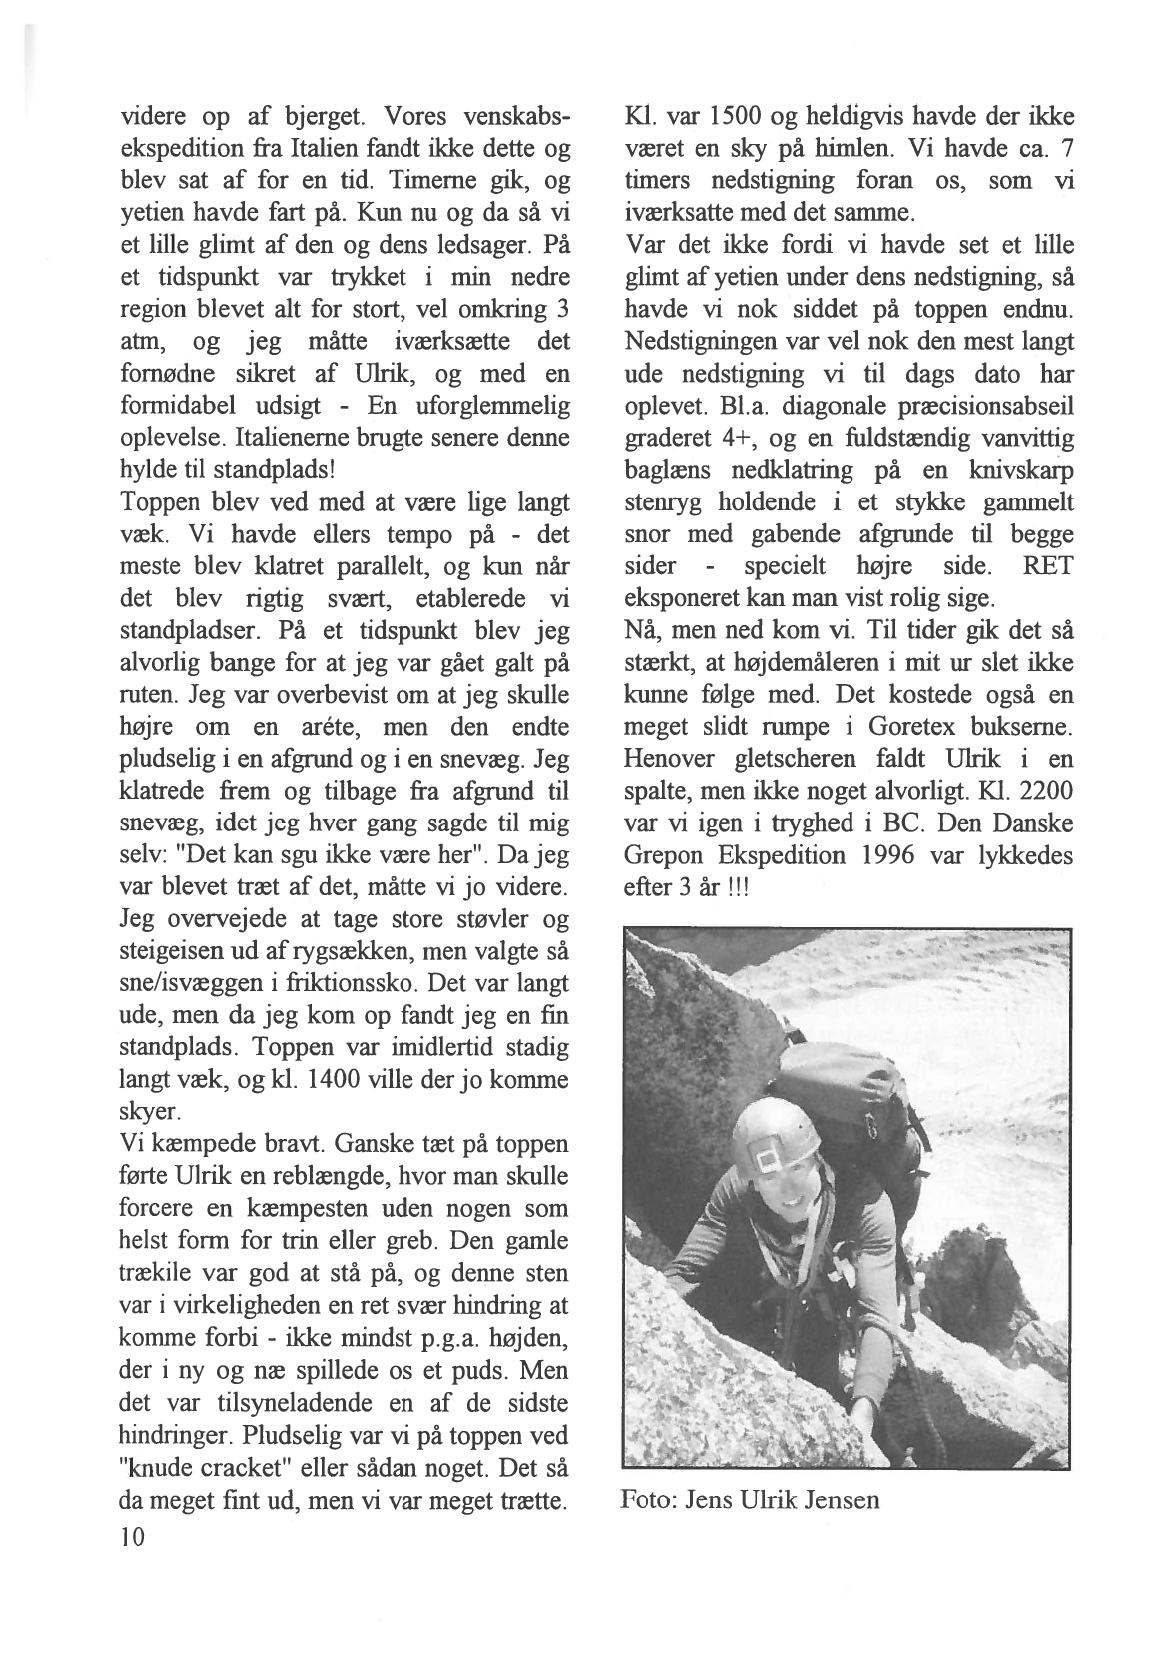 videre op af bjerget. Vores venskabs-
ekspedition fra Italien fandt ikke dette og
blev sat af for en tid. Timerne gik, og
yetien havde fart på. Kun nu og da så vi
et lille glimt af den og dens ledsager. På
et tidspunkt var trykket i min nedre
region blevet alt for stort, vel omkring 3
atm, og jeg måtte iværksætte det
fornødne sikret af Ulrik, og med en
formidabel udsigt - En uforglemmelig
oplevelse. Italienerne brugte senere denne
hylde til standplads!
Toppen blev ved med at være lige langt
væk. Vi havde ellers tempo på - det
meste blev klatret parallelt, og kun når
det blev rigtig svært, etablerede vi
standpladser. På et tidspunkt blev jeg
alvorlig bange for at jeg var gået galt på
ruten. Jeg var overbevist om at jeg skulle
højre om en aréte, men den endte
pludselig i en afgrund og i en snevæg. Jeg
klatrede frem og tilbage fra afgrund til
snevæg, idet jeg hver gang sagde til mig
selv: "Det kan sgu ikke være her". Da jeg
var blevet træt af det, måtte vi jo videre.
Jeg overvejede at tage store støvler og
steigeisen ud af rygsækken, men valgte så
sne/isvæggen i friktionssko. Det var langt
ude, men da jeg kom op fandt jeg en fin
standplads. Toppen var imidlertid stadig
langt væk, og kl. 1400 ville der jo komme
skyer.
Vi kæmpede bravt. Ganske tæt på toppen
førte Ulrik en reblængde, hvor man skulle
forcere en kæmpesten uden nogen som
helst form for trin eller greb. Den gamle
trækile var god at stå på, og denne sten
var i virkeligheden en ret svær hindring at
komme forbi - ikke mindst p.g.a. højden,
der i ny og næ spillede os et puds. Men
det var tilsyneladende en af de sidste
hindringer. Pludselig var vi på toppen ved
"knude cracket" eller sådan noget. Det så
da meget fint ud, men vi var meget trætte.
10
Kl. var 1500 og heldigvis havde der ikke
været en sky på himlen. Vi havde ca. 7
timers nedstigning foran os, som vi
iværksatte med det samme.
Var det ikke fordi vi havde set et lille
glimt af yetien under dens nedstigning, så
havde vi nok siddet på toppen endnu.
Nedstigningen var vel nok den mest langt
ude nedstigning vi til dags dato har
oplevet. Bl.a. diagonale præcisionsabseil
graderet 4+, og en fuldstændig vanvittig
baglæns nedklatring på en knivskarp
stenryg holdende i et stykke gammelt
snor med gabende afgrunde til begge
sider - specielt højre side. RET
eksponeret kan man vist rolig sige.
Nå, men ned kom vi. Til tider gik det så
stærkt, at højdemåleren i mit ur slet ikke
kunne følge med. Det kostede også en
meget slidt rumpe i Goretex bukserne.
Henover gletscheren faldt Ulrik i en
spalte, men ikke noget alvorligt. Kl. 2200
var vi igen i tryghed i BC. Den Danske
Grepon Ekspedition 1996 var lykkedes
efter 3 år !!!
Foto: Jens Ulrik Jensen